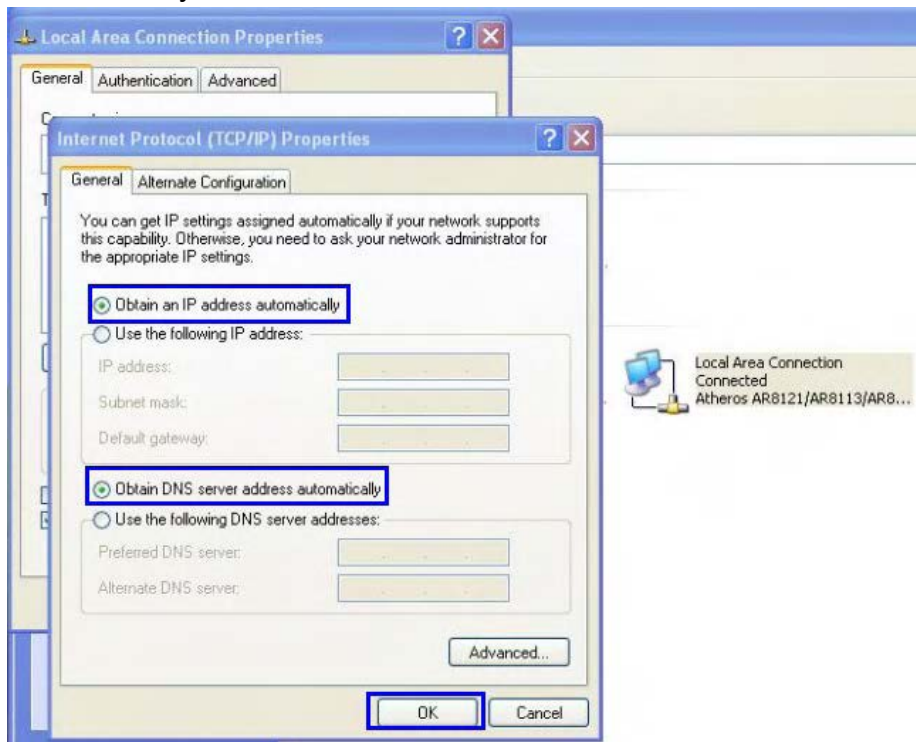 Local Area Connection Properties
General Authentication Advanced
Internet Protocol (TCP/IP) Properties
General Alternate Configuration
You can get IP settings assigned automatically if your network supports
this capability. Otherwise, you need to ask your network administrator for
the appropriate IP settings.
Obtain an IP address automatically
Use the following IP address:
IP address:
Subnet mask:
Default gateway:
Obtain DNS server address automatically
Use the following DNS server addresses:
Preferred DNS server:
Alternate DNS server:
Advanced...
OK Cancel
Local Area Connection
Connected
Atheros AR8121/AR8113/AR8...